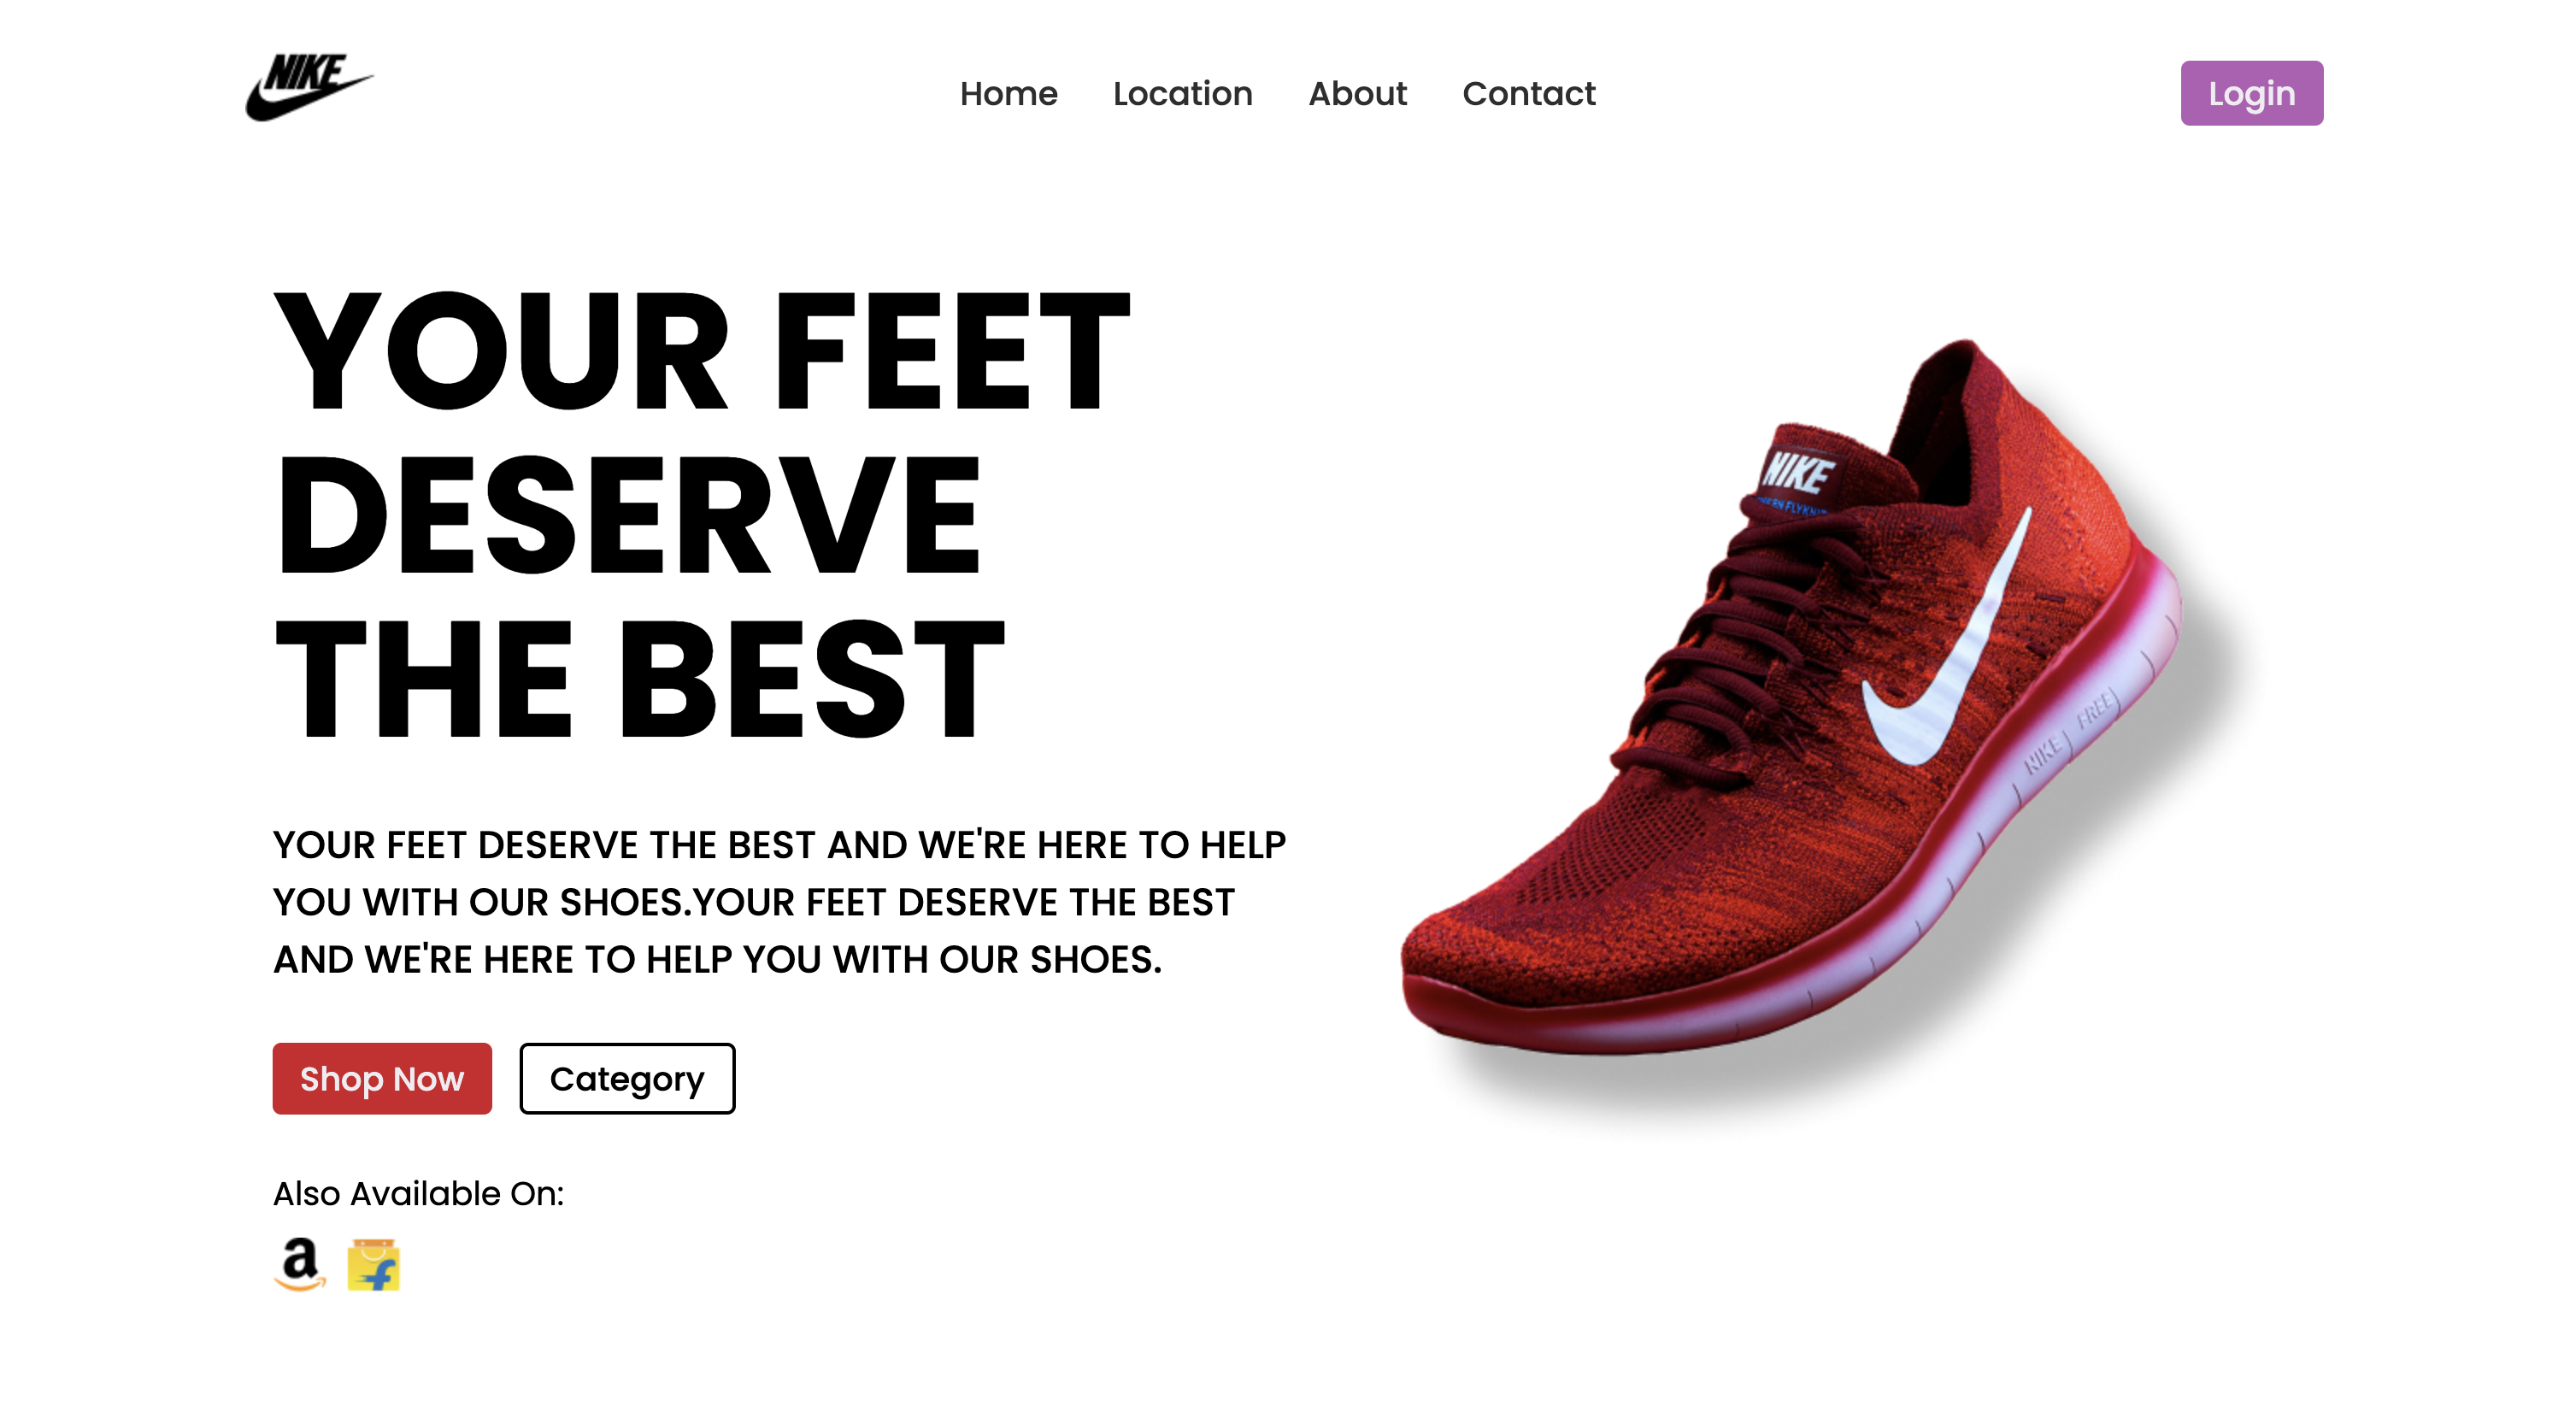 NIKE
Home Location About Contact
Login
YOUR FEET
DESERVE
THE BEST
NIKE
YOUR FEET DESERVE THE BEST AND WE'RE HERE TO HELP
YOU WITH OUR SHOES.YOUR FEET DESERVE THE BEST
AND WE'RE HERE TO HELP YOU WITH OUR SHOES.
NIKE FREE
Shop Now
Category
Also Available On:
a
f